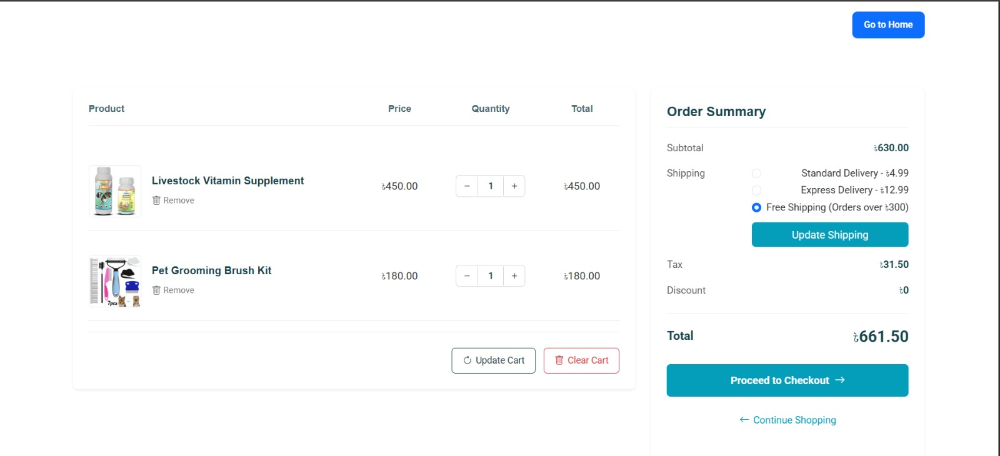 Go to Home
Product Price Quantity Total
Livestock Vitamin Supplement
Remove
৳450.00 − 1 + ৳450.00
7pcs
Pet Grooming Brush Kit
Remove
৳180.00 − 1 + ৳180.00
Update Cart Clear Cart
Order Summary
Subtotal ৳630.00
Shipping Standard Delivery - ৳4.99
Express Delivery - ৳12.99
Free Shipping (Orders over ৳300)
Update Shipping
Tax ৳31.50
Discount ৳0
Total ৳661.50
Proceed to Checkout →
← Continue Shopping